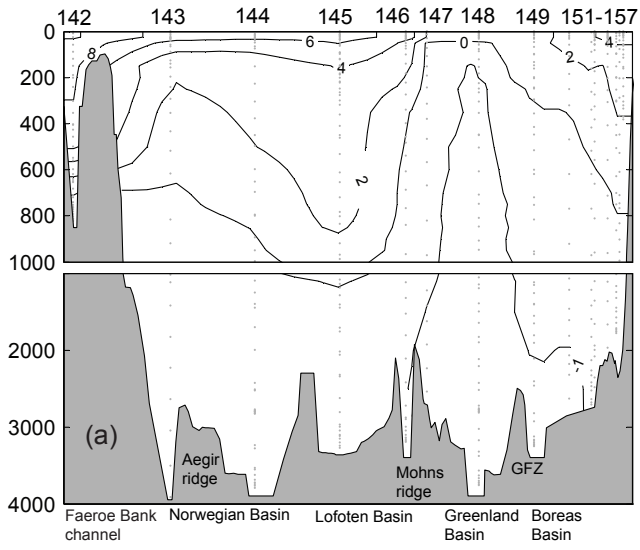 142 143 144 145 146 147 148 149 151-157
0
200
400
600
800
1000
2000
3000
4000
8
6
4
2
0
2
4
-1
(a)
Aegir
ridge
Mohns
ridge
GFZ
Faeroe Bank
channel
Norwegian Basin
Lofoten Basin
Greenland
Basin
Boreas
Basin